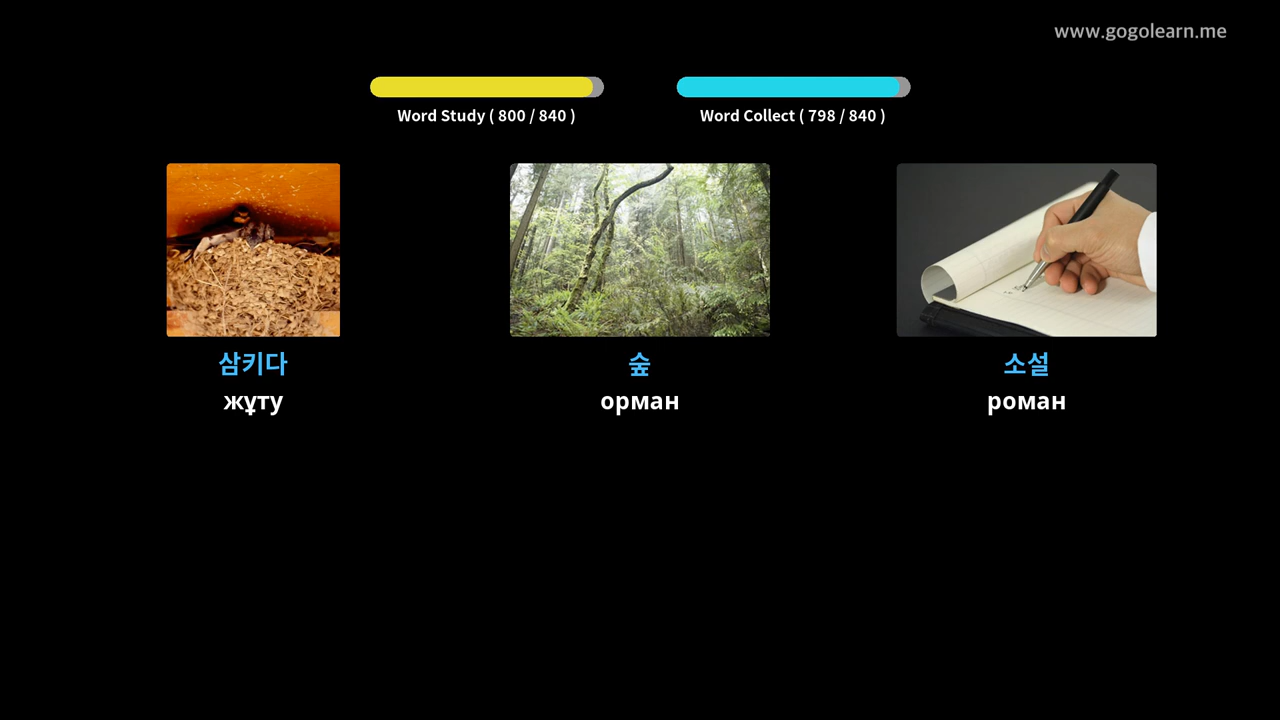 www.gogolearn.me
Word Study ( 800 / 840 )
Word Collect ( 798 / 840 )
삼키다
숲
소설
жұту
орман
роман